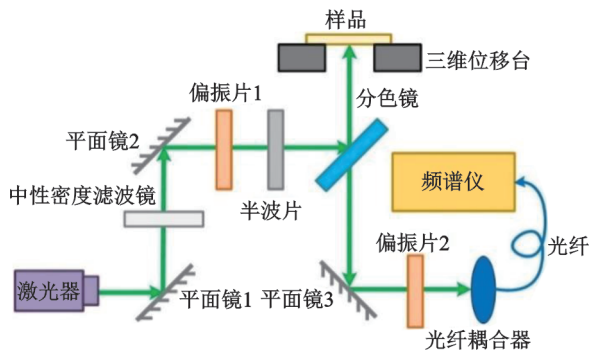 样品
三维位移台
偏振片1
分色镜
平面镜2
中性密度滤波镜
半波片
频谱仪
偏振片2
光纤
激光器
平面镜1
平面镜3
光纤耦合器